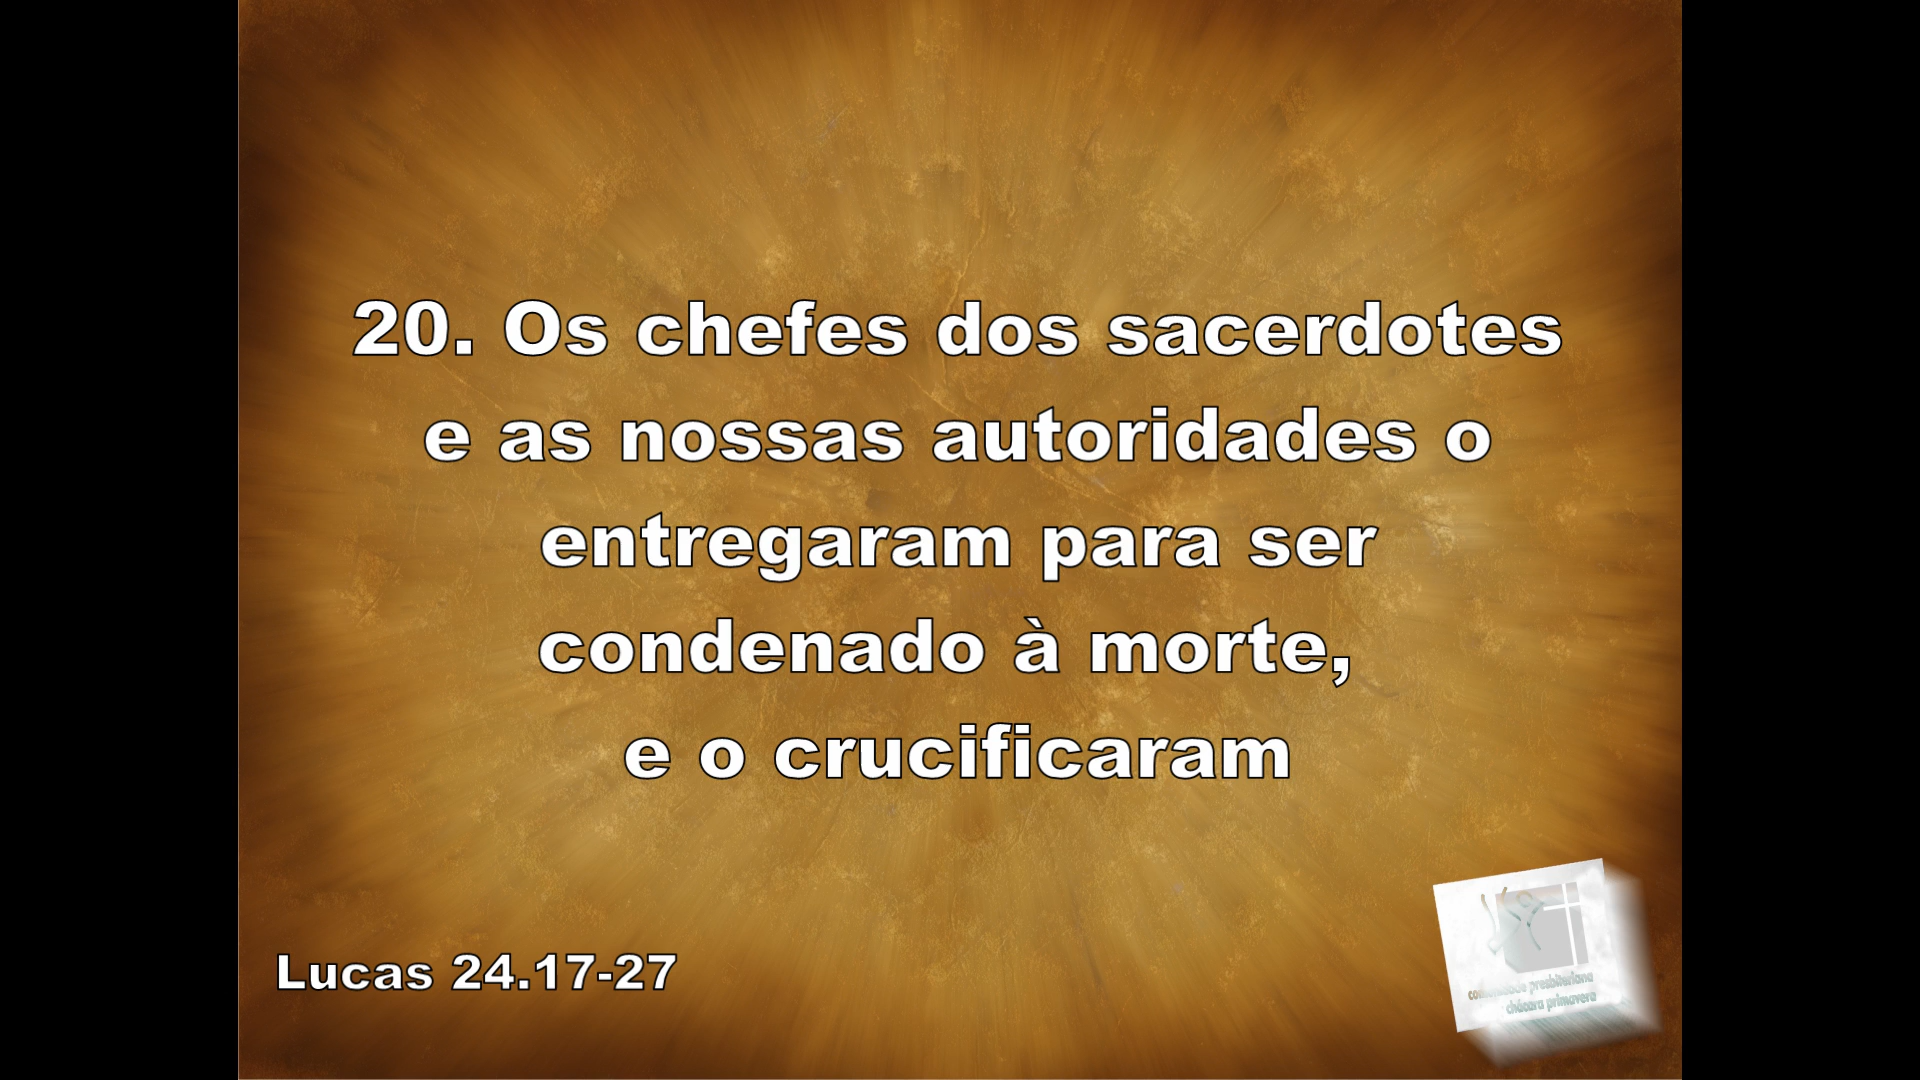 20. Os chefes dos sacerdotes
e as nossas autoridades o
entregaram para ser
condenado à morte,
e o crucificaram
Lucas 24.17-27
comunidade presbiteriana
chácara primavera